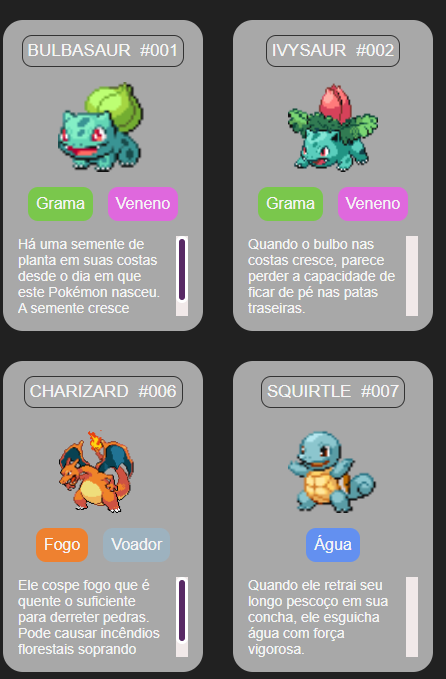 BULBASAUR #001
Grama Veneno
Há uma semente de
planta em suas costas
desde o dia em que
este Pokémon nasceu.
A semente cresce
IVYSAUR #002
Grama Veneno
Quando o bulbo nas
costas cresce, parece
perder a capacidade de
ficar de pé nas patas
traseiras.
CHARIZARD #006
Fogo Voador
Ele cospe fogo que é
quente o suficiente
para derreter pedras.
Pode causar incêndios
florestais soprando
SQUIRTLE #007
Água
Quando ele retrai seu
longo pescoço em sua
concha, ele esguicha
água com força
vigorosa.